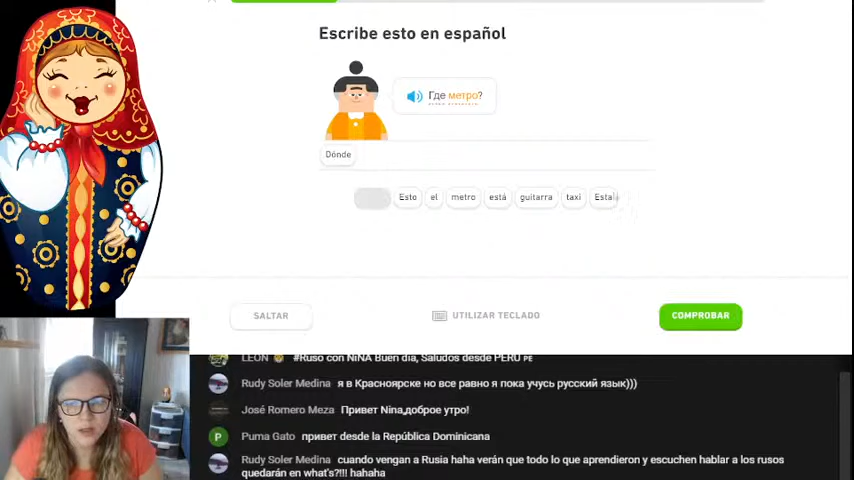 Escribe esto en español
Где метро?
Dónde
Esto el metro está guitarra taxi
SALTAR
UTILIZAR TECLADO
COMPROBAR
LEON #Ruso con NiNA Buen dia, Saludos desde PERU PE
Rudy Soler Medina я в Красноярске но все равно я пока учусь русский язык)))
José Romero Meza Привет Nina,доброе утро!
P Puma Gato привет desde la República Dominicana
Rudy Soler Medina cuando vengan a Rusia haha verán que todo lo que aprendieron y escuchen hablar a los rusos
quedarán en what's?!!! hahaha